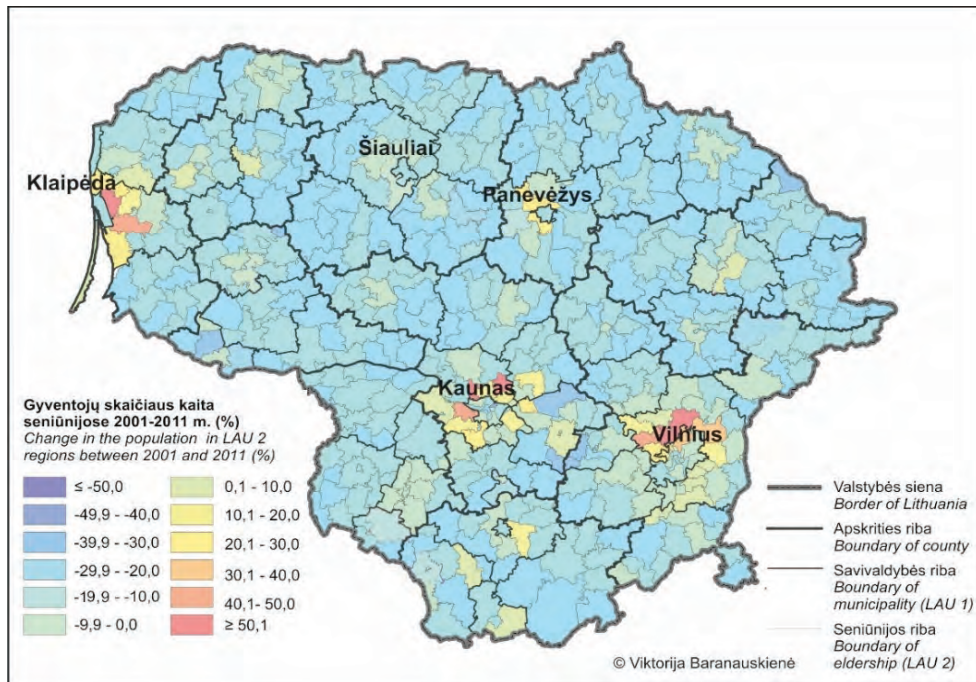 Šiauliai
Klaipėda
Panevėžys
Kaunas
Vilnius
Gyventojų skaičiaus kaita
seniūnijose 2001-2011 m. (%)
Change in the population in LAU 2
regions between 2001 and 2011 (%)
≤ -50,0
-49,9 - -40,0
-39,9 - -30,0
-29,9 - -20,0
-19,9 - -10,0
-9,9 - 0,0
0,1 - 10,0
10,1 - 20,0
20,1 - 30,0
30,1 - 40,0
40,1 - 50,0
≥ 50,1
Valstybės siena
Border of Lithuania
Apskrities riba
Boundary of county
Savivaldybės riba
Boundary of
municipality (LAU 1)
Seniūnijos riba
Boundary of
eldership (LAU 2)
© Viktorija Baranauskienė